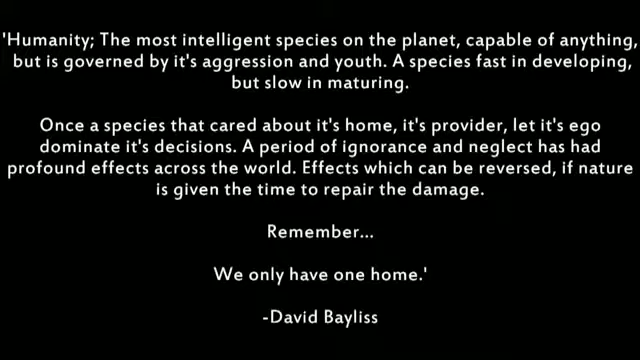 'Humanity; The most intelligent species on the planet, capable of anything,
but is governed by it's aggression and youth. A species fast in developing,
but slow in maturing.
Once a species that cared about it's home, it's provider, let it's ego
dominate it's decisions. A period of ignorance and neglect has had
profound effects across the world. Effects which can be reversed, if nature
is given the time to repair the damage.
Remember...
We only have one home.'
-David Bayliss